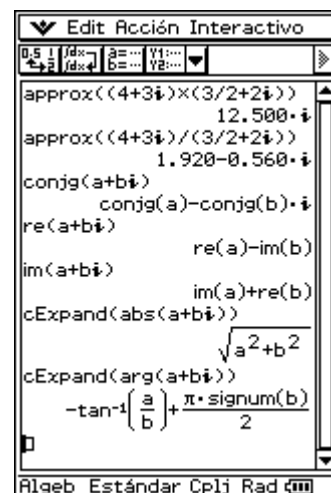 Edit Acción Interactivo
approx((4+3i)×(3/2+2i))
12.500·i
approx((4+3i)/(3/2+2i))
1.920-0.560·i
conjg(a+bi)
conjg(a)-conjg(b)·i
re(a+bi)
re(a)-im(b)
im(a+bi)
im(a)+re(b)
cExpand(abs(a+bi))
√a²+b²
cExpand(arg(a+bi))
-tan⁻¹(a/b)+π·signum(b)/2
Algeb Estándar Cplj Rad